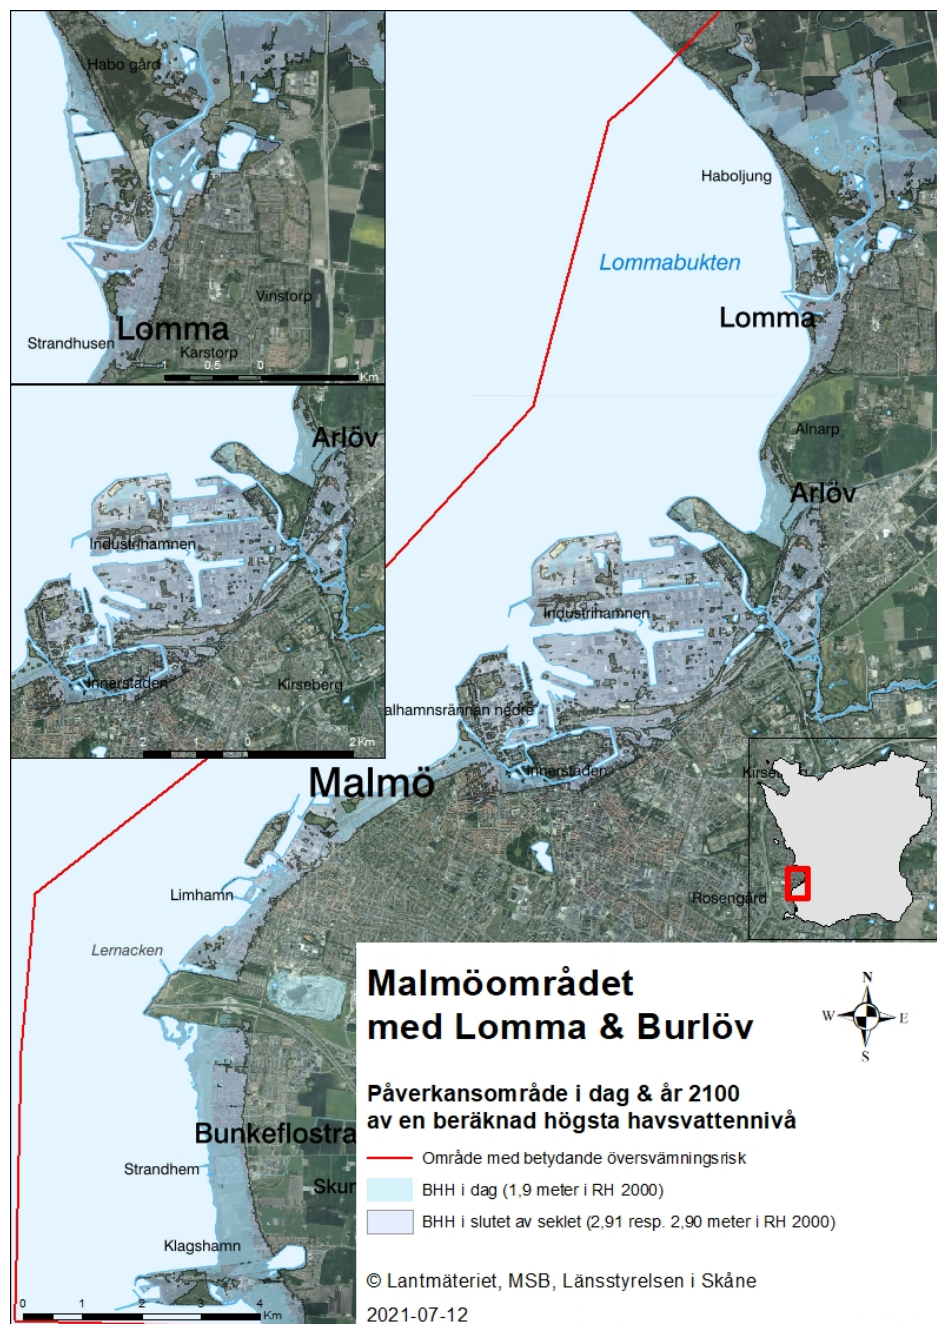 Habo gård
Vinstorp
Lomma
Strandhusen
Karstorp
1 0,5 0 1
Km
Haboljung
Lommabukten
Lomma
Alnarp
Arlöv
Arlöv
Industrihamnen
Innerstaden
Kirseberg
2 1 0 2 Km
Industrihamnen
alhamnsrännan nedre
Innerstaden
Malmö
Limhamn
Rosengård
Lernacken
Bunkeflostra
Strandhem
Skur
Klagshamn
0 1 2 3 4
Km
Malmöområdet
med Lomma & Burlöv
N
W E
S
Påverkansområde i dag & år 2100
av en beräknad högsta havsvattennivå
Område med betydande översvämningsrisk
BHH i dag (1,9 meter i RH 2000)
BHH i slutet av seklet (2,91 resp. 2,90 meter i RH 2000)
© Lantmäteriet, MSB, Länsstyrelsen i Skåne
2021-07-12